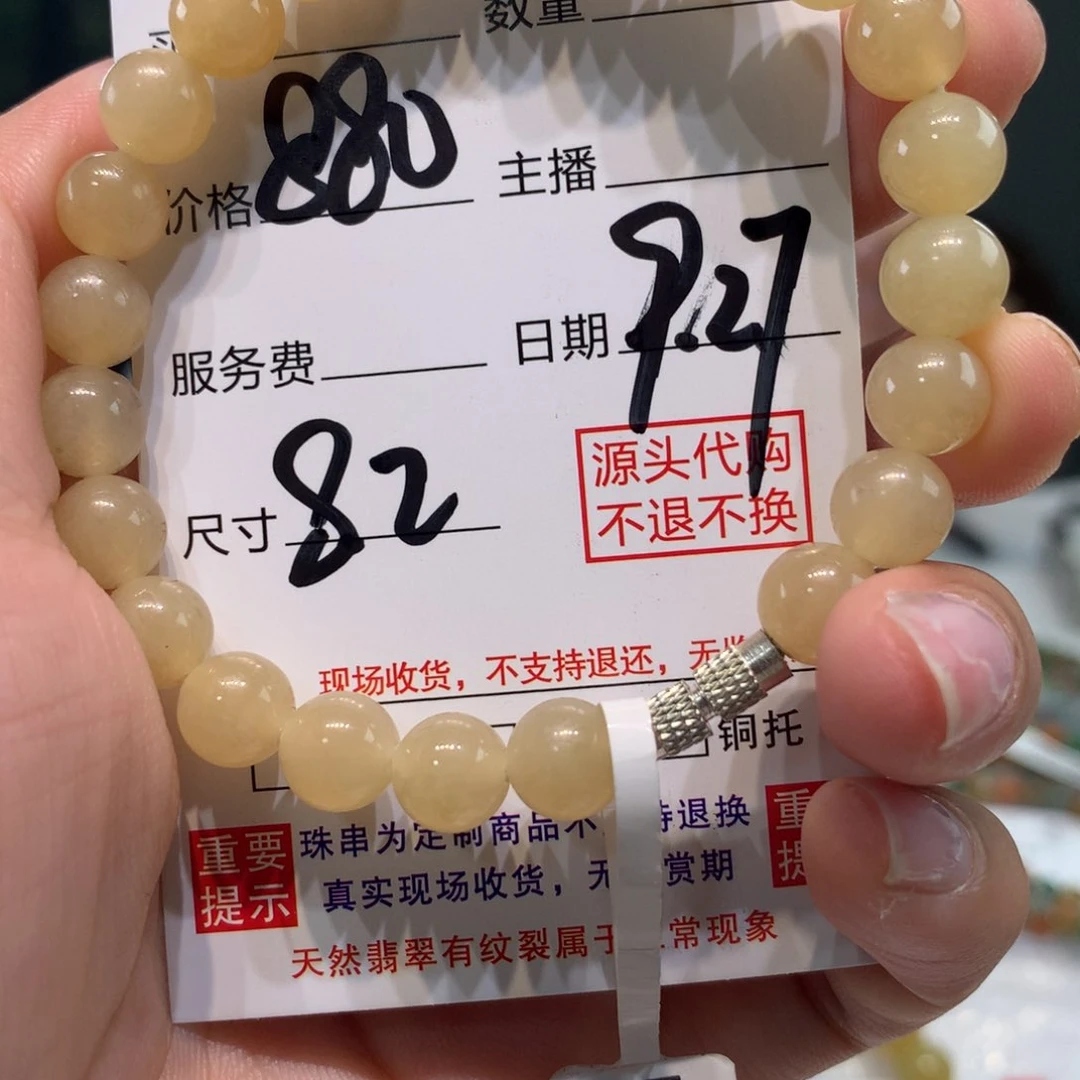 数量
价格 880 主播
服务费 日期 9.27
尺寸 82
源头代购
不退不换
现场收货，不支持退还，无
铜托
重要
提示
珠串为定制商品不 退换
重
提
真实现场收货，无 赏期
天然翡翠有纹裂属于 常现象